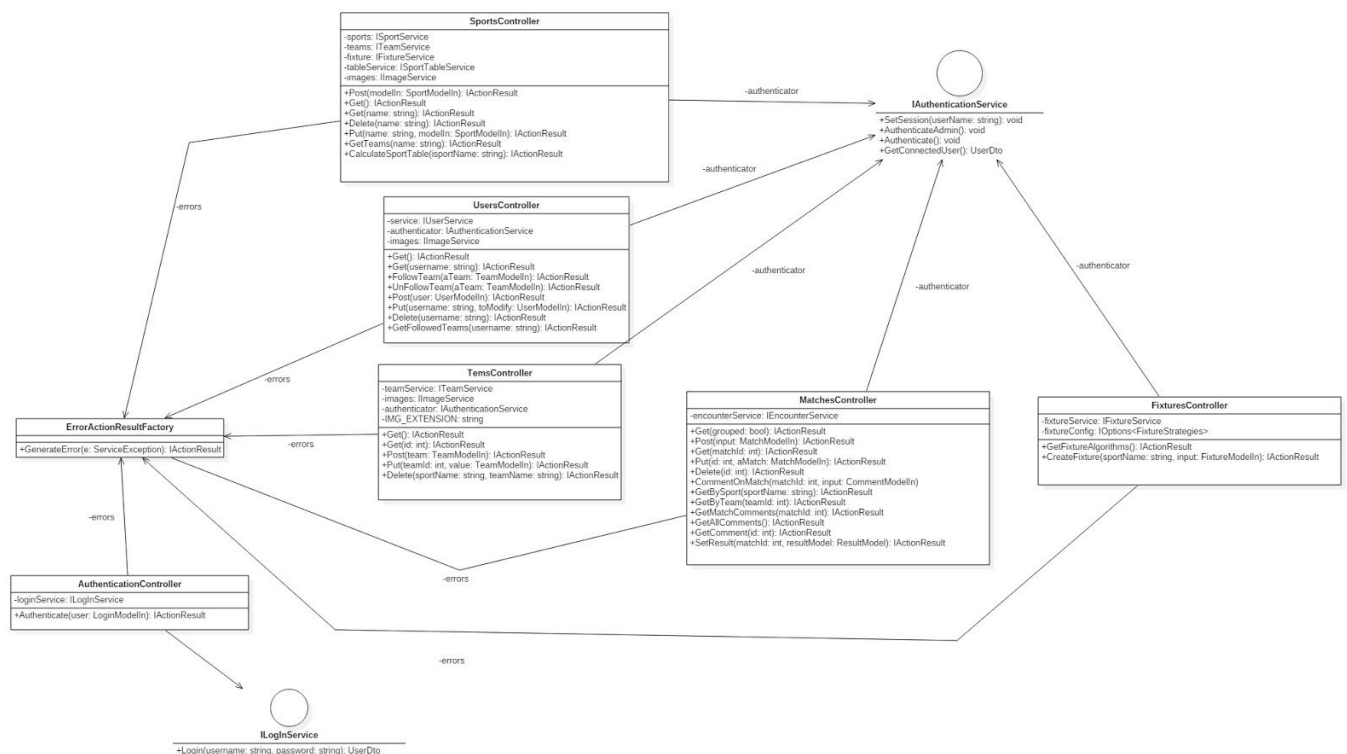 SportsController
-sports: ISportService
-teams: ITeamService
-fixture: IFixtureService
-tableService: ISportTableService
-images: IImageService
+Post(modelIn: SportModelIn): IActionResult
+Get(): IActionResult
+Get(name: string): IActionResult
+Delete(name: string): IActionResult
+Put(name: string, modelIn: SportModelIn): IActionResult
+GetTeams(name: string): IActionResult
+CalculateSportTable(isportName: string): IActionResult
-authenticator
IAuthenticationService
+SetSession(userName: string): void
+AuthenticateAdmin(): void
+Authenticate(): void
+GetConnectedUser(): UserDto
-authenticator
-errors
UsersController
-service: IUserService
-authenticator: IAuthenticationService
-images: IImageService
+Get(): IActionResult
+Get(username: string): IActionResult
+FollowTeam(aTeam: TeamModelIn): IActionResult
+UnFollowTeam(aTeam: TeamModelIn): IActionResult
+Post(user: UserModelIn): IActionResult
+Put(username: string, toModify: UserModelIn): IActionResult
+Delete(username: string): IActionResult
+GetFollowedTeams(username: string): IActionResult
-authenticator
-authenticator
-authenticator
-errors
TemsController
-teamService: ITeamService
-images: IImageService
-authenticator: IAuthenticationService
-IMG_EXTENSION: string
+Get(): IActionResult
+Get(id: int): IActionResult
+Post(team: TeamModelIn): IActionResult
+Put(teamId: int, value: TeamModelIn): IActionResult
+Delete(sportName: string, teamName: string): IActionResult
MatchesController
-encounterService: IEncounterService
+Get(grouped: bool): IActionResult
+Post(input: MatchModelIn): IActionResult
+Get(matchId: int): IActionResult
+Put(id: int, aMatch: MatchModelIn): IActionResult
+Delete(id: int): IActionResult
+CommentOnMatch(matchId: int, input: CommentModelIn)
+GetBySport(sportName: string): IActionResult
+GetByTeam(teamId: int): IActionResult
+GetMatchComments(matchId: int): IActionResult
+GetAllComments(): IActionResult
+GetComment(id: int): IActionResult
+SetResult(matchId: int, resultModel: ResultModel): IActionResult
FixturesController
-fixtureService: IFixtureService
-fixtureConfig: IOptions<FixtureStrategies>
+GetFixtureAlgorithms(): IActionResult
+CreateFixture(sportName: string, input: FixtureModelIn): IActionResult
ErrorActionResultFactory
+GenerateError(e: ServiceException): IActionResult
-errors
-errors
-errors
AuthenticationController
-loginService: ILogInService
+Authenticate(user: LoginModelIn): IActionResult
-errors
ILogInService
+Login(username: string, password: string): UserDto